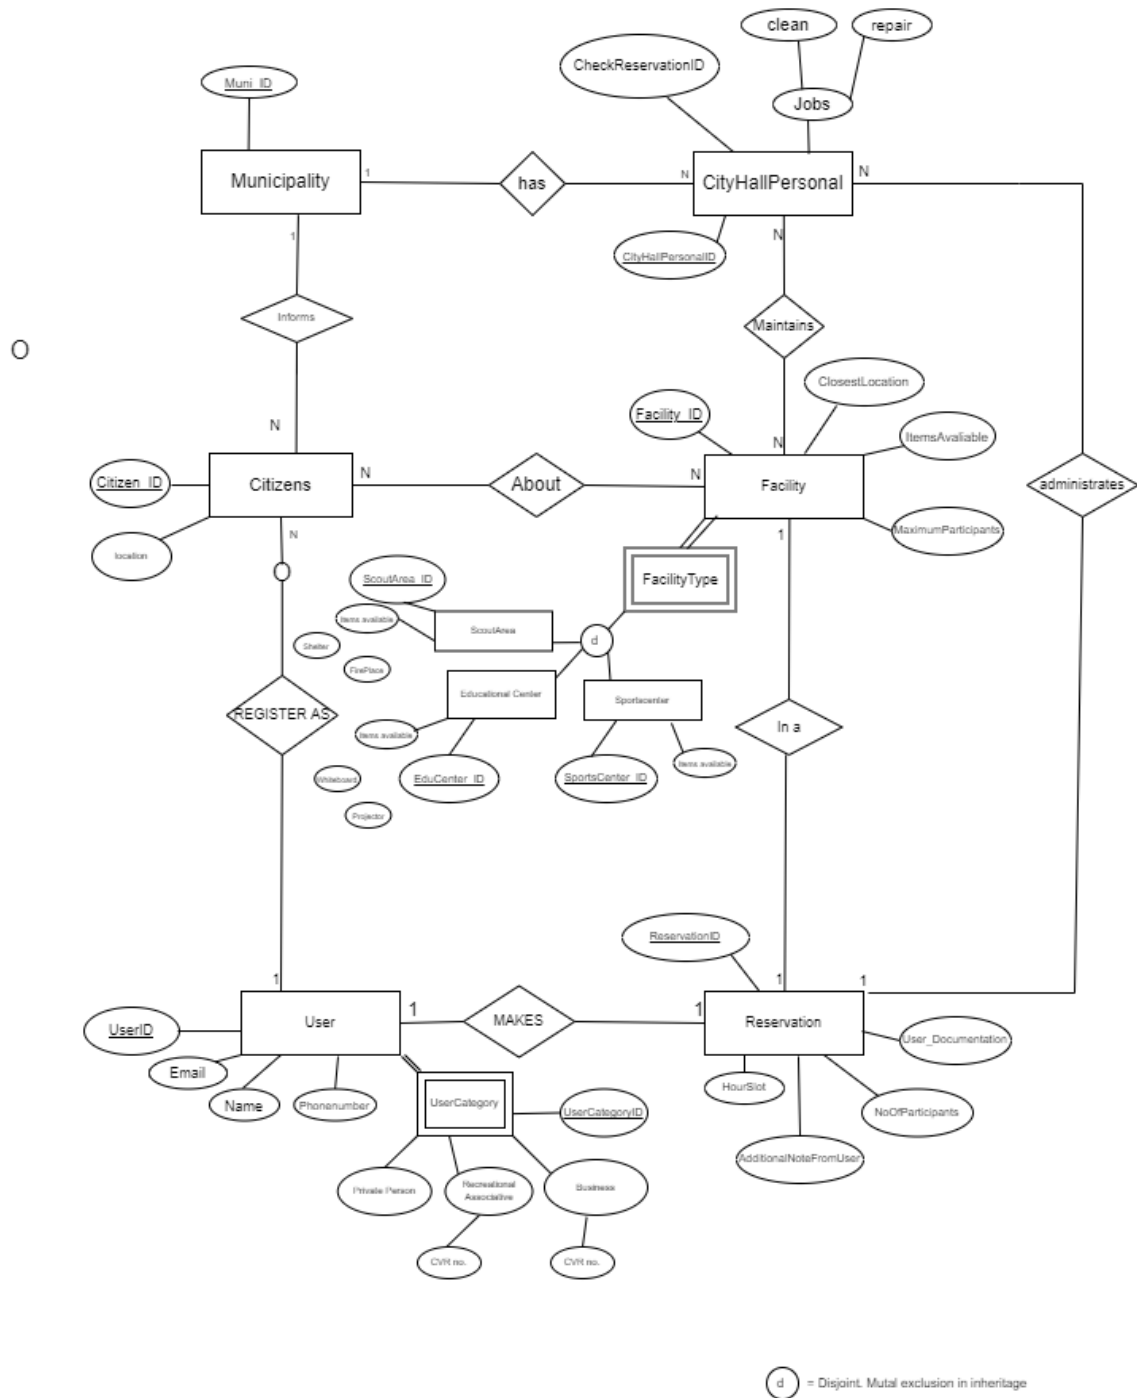 clean
repair
CheckReservationID
Jobs
Muni_ID
Municipality
1
has
N
CityHallPersonal
N
1
CityHallPersonalID
N
Informs
Maintains
O
ClosestLocation
Facility_ID
ItemsAvaliable
N
N
Citizen_ID
Citizens
N
About
N
Facility
administrates
location
N
1
MaximumParticipants
O
FacilityType
ScoutArea_ID
Items available
ScoutArea
d
Shelter
FirePlace
Educational Center
Sportscenter
REGISTER AS
Items available
In a
Items available
Whiteboard
EduCenter_ID
SportsCenter_ID
Projector
ReservationID
1
1
1
UserID
User
1
MAKES
1
Reservation
User_Documentation
Email
Name
Phonenumber
HourSlot
UserCategory
UserCategoryID
NoOfParticipants
AdditionalNoteFromUser
Private Person
Recreational
Associative
Business
CVR no.
CVR no.
d = Disjoint. Mutal exclusion in inheritage